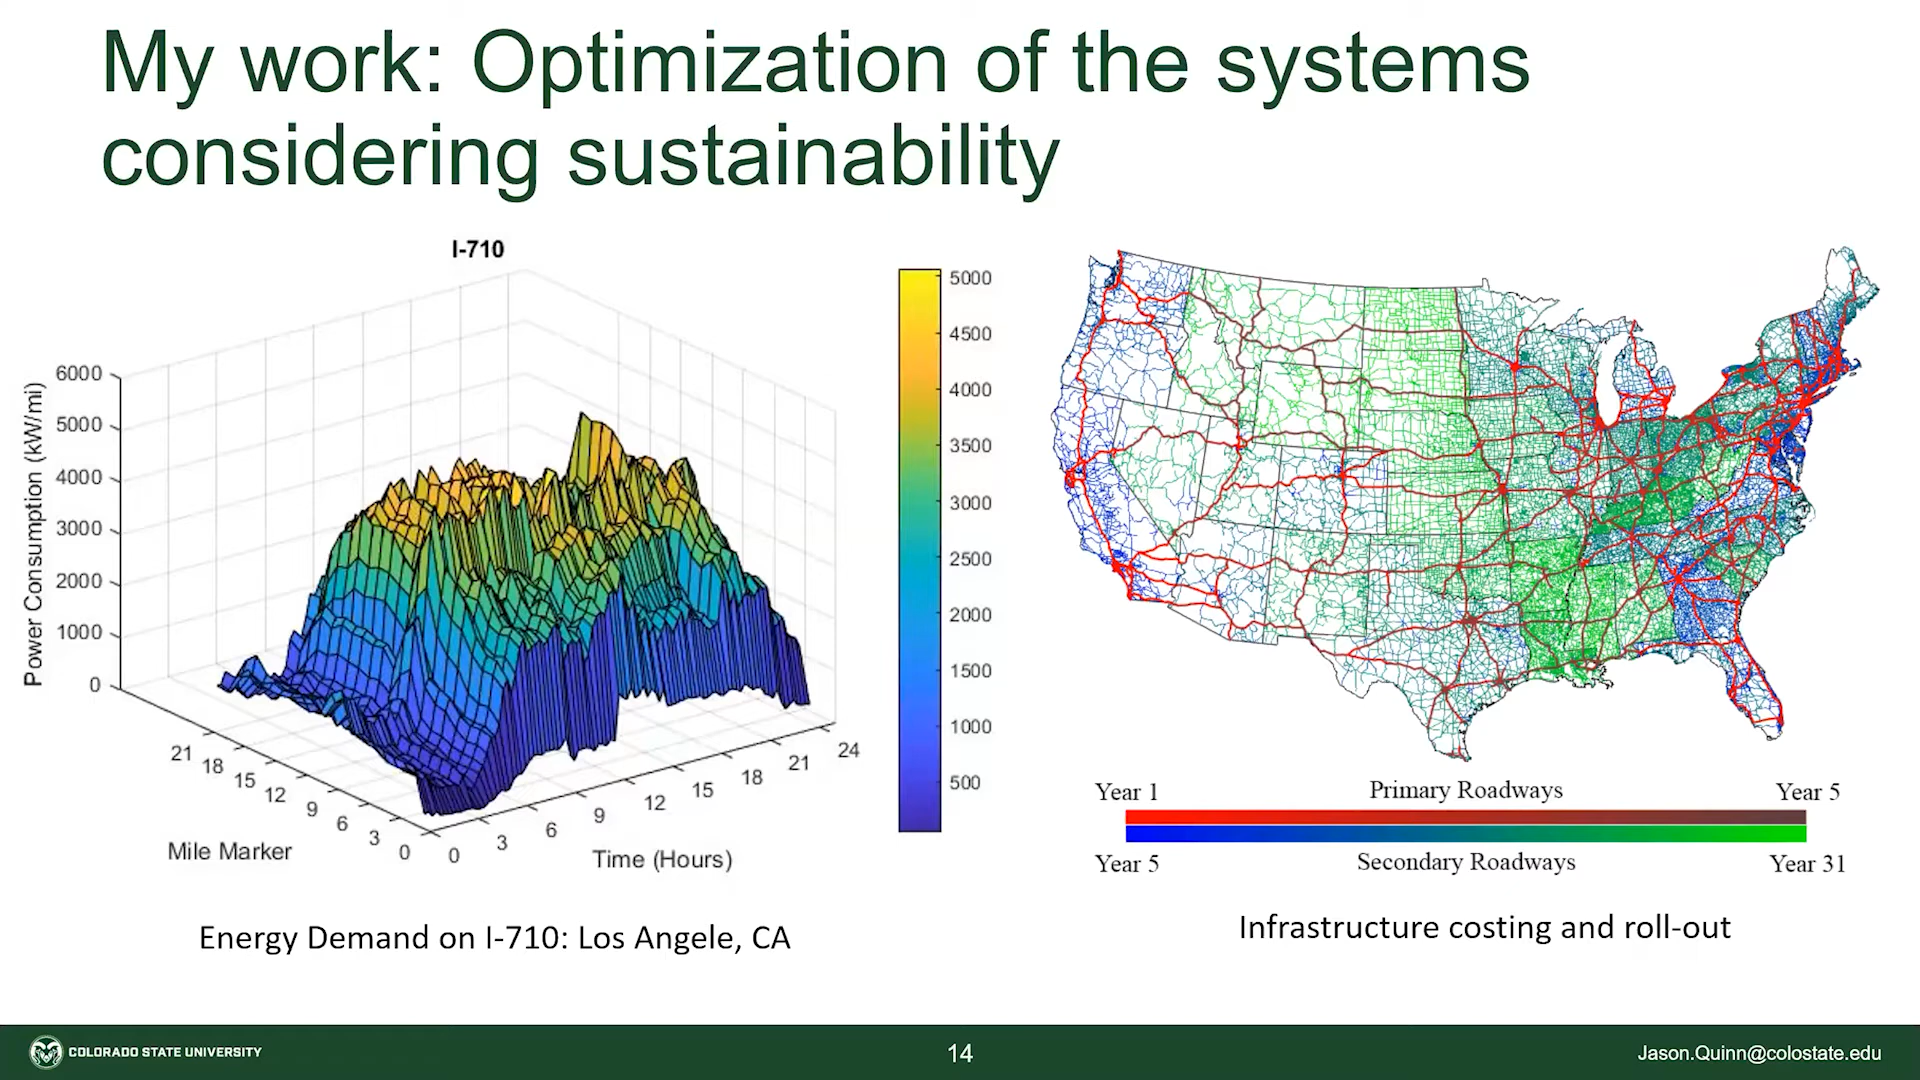 My work: Optimization of the systems
considering sustainability
I-710
Power Consumption (kW/mi)
6000
5000
4000
3000
2000
1000
0
21
18
15
12
9
6
3
0
Mile Marker
0
3
6
9
12
15
18
21
24
Time (Hours)
5000
4500
4000
3500
3000
2500
2000
1500
1000
500
Energy Demand on I-710: Los Angele, CA
Year 1 Primary Roadways Year 5
Year 5 Secondary Roadways Year 31
Infrastructure costing and roll-out
COLORADO STATE UNIVERSITY
14
Jason.Quinn@colostate.edu